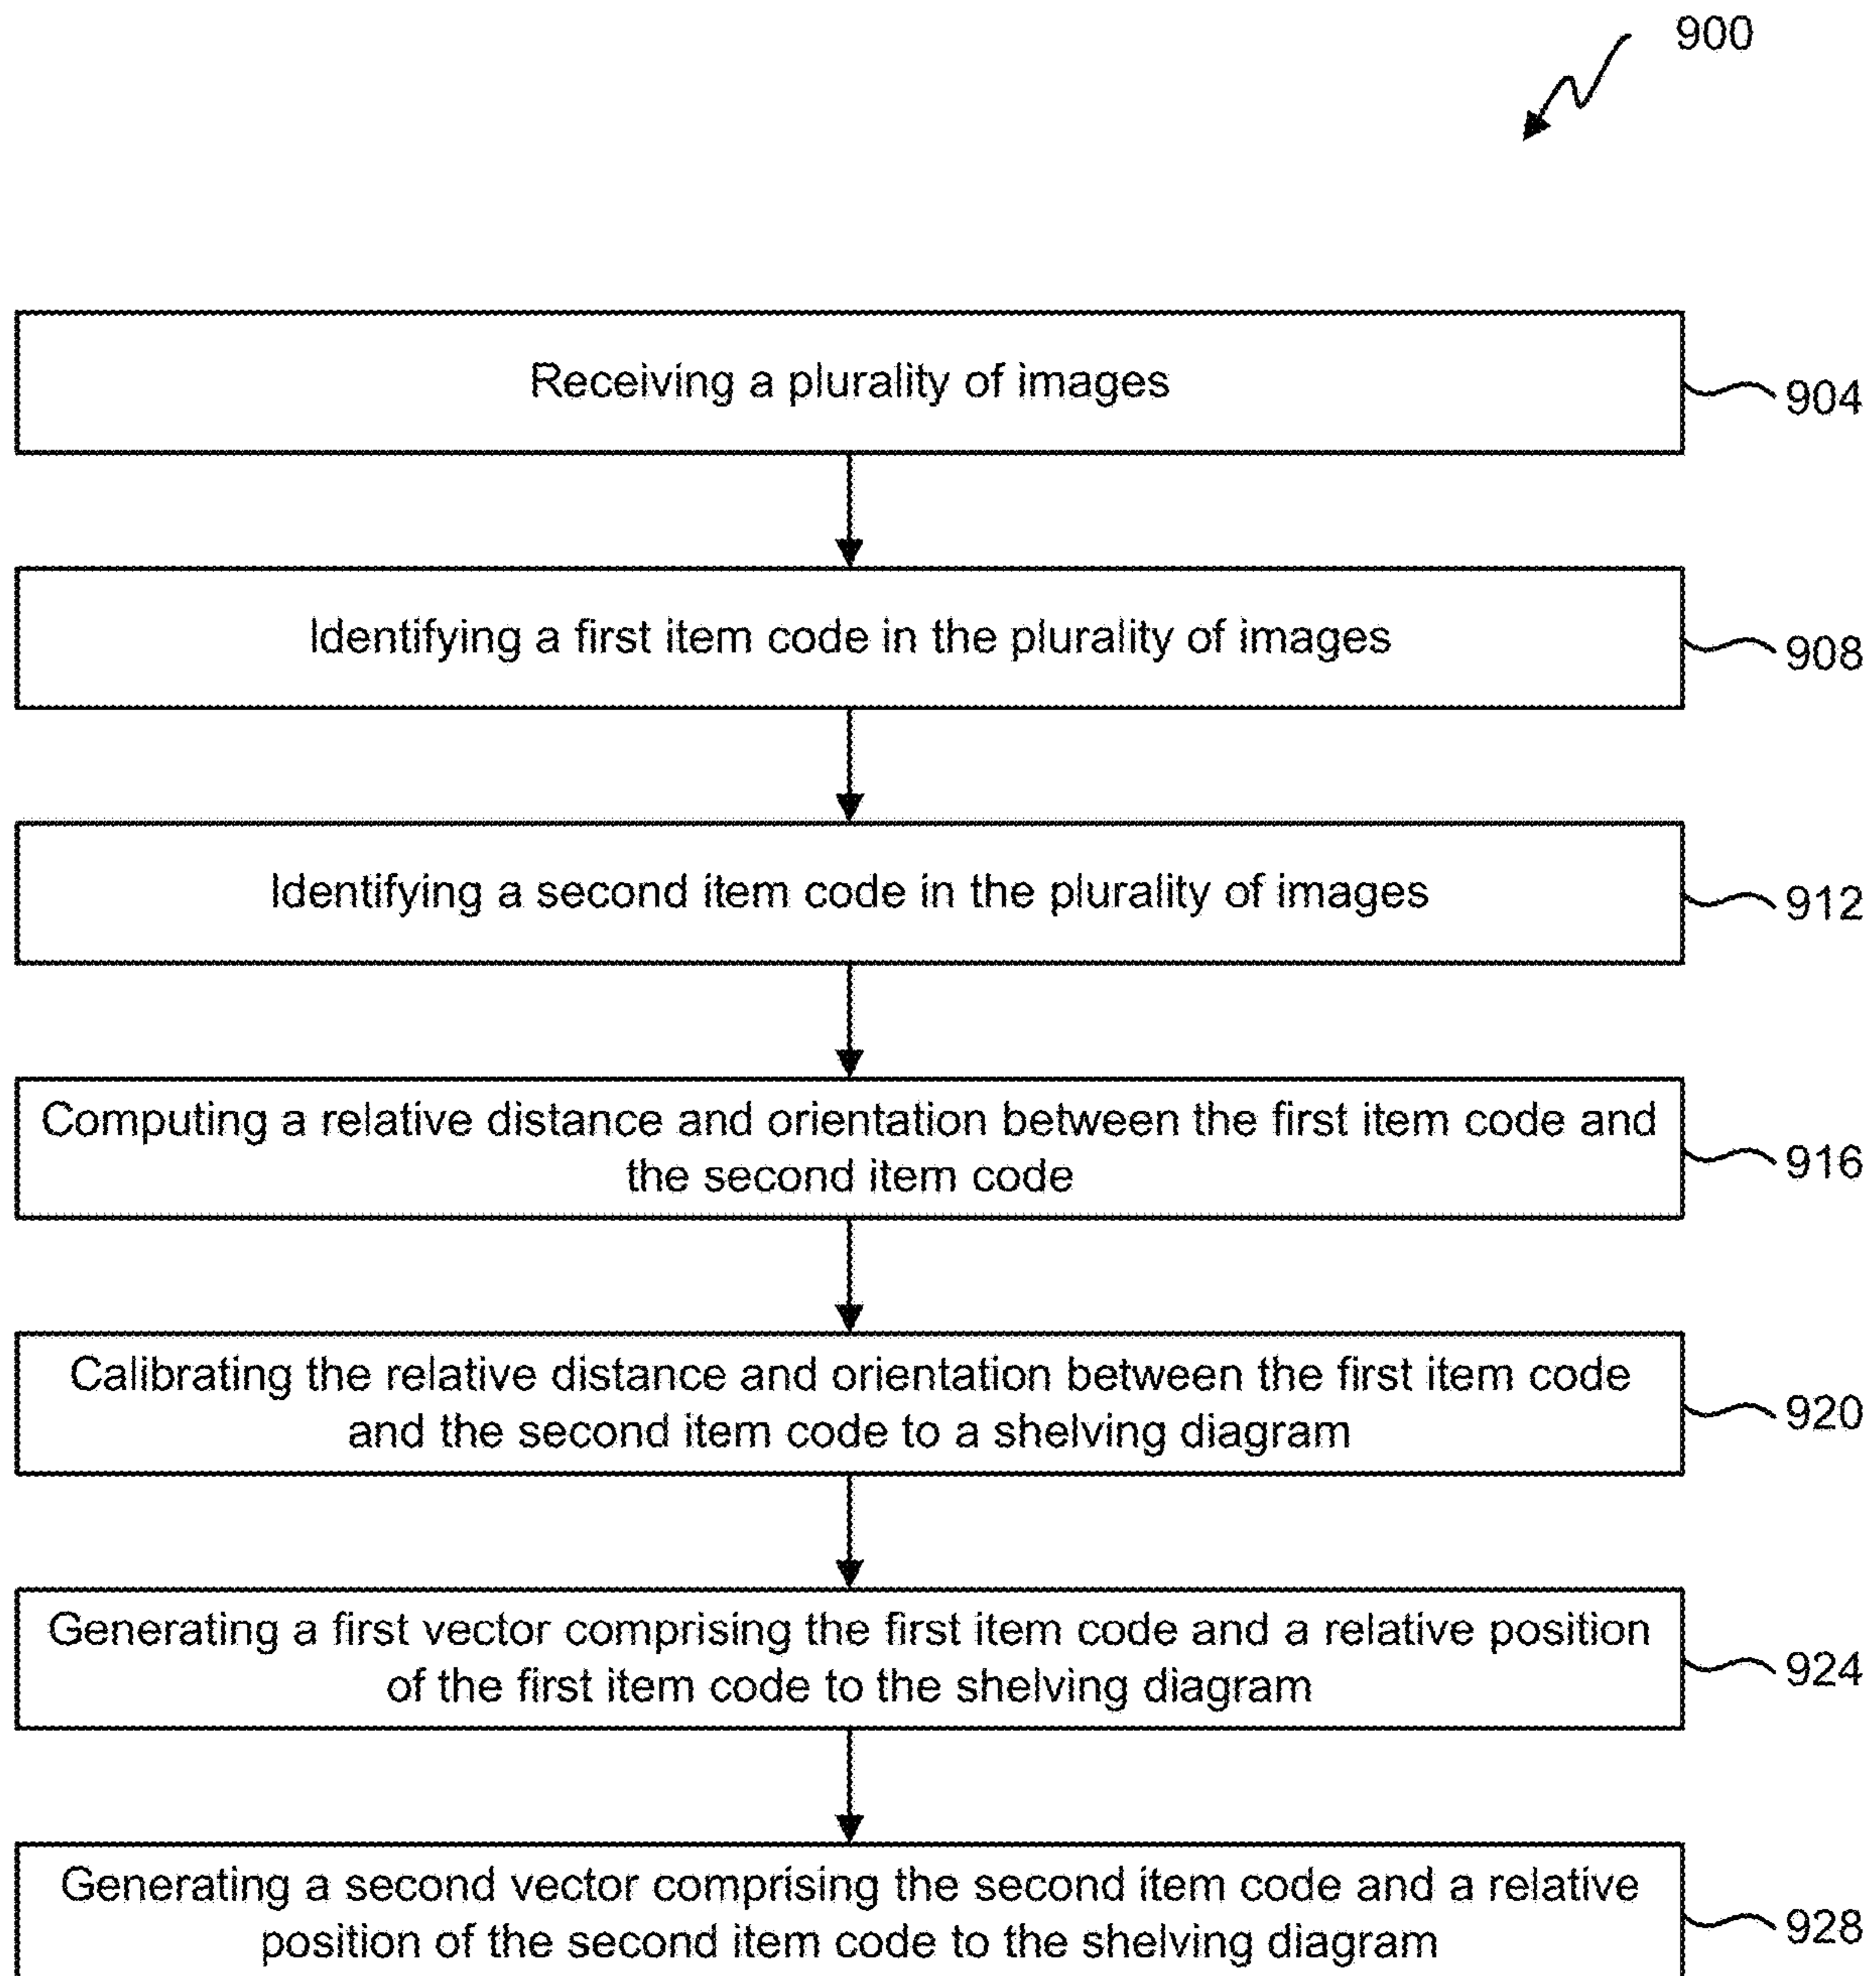 900
Receiving a plurality of images
904
Identifying a first item code in the plurality of images
908
Identifying a second item code in the plurality of images
912
Computing a relative distance and orientation between the first item code and
the second item code
916
Calibrating the relative distance and orientation between the first item code
and the second item code to a shelving diagram
920
Generating a first vector comprising the first item code and a relative position
of the first item code to the shelving diagram
924
Generating a second vector comprising the second item code and a relative
position of the second item code to the shelving diagram
928